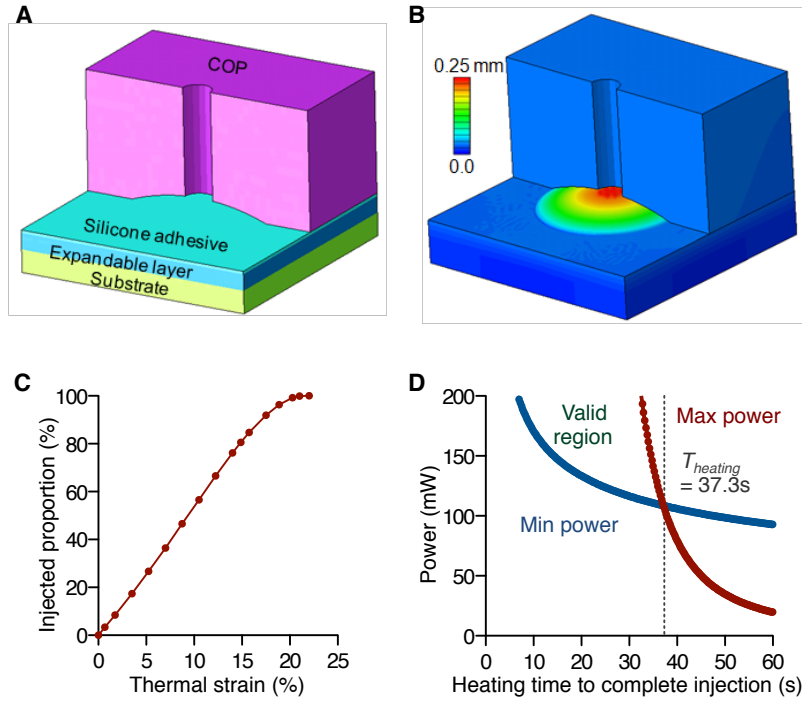 A
COP
Silicone adhesive
Expandable layer
Substrate
B
0.25 mm
0.0
C
Injected proportion (%)
100
80
60
40
20
0
0 5 10 15 20 25
Thermal strain (%)
D
Power (mW)
200
150
100
50
0
Valid
region
Max power
T heating
= 37.3s
Min power
0 10 20 30 40 50 60
Heating time to complete injection (s)